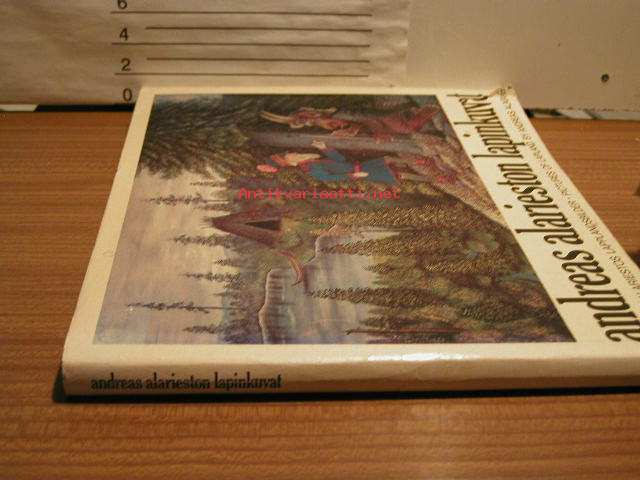 6
4
2
0
andreas alarieston lapinkuvat
Antikvariaatti.net
andreas alarieston lapinkuvat